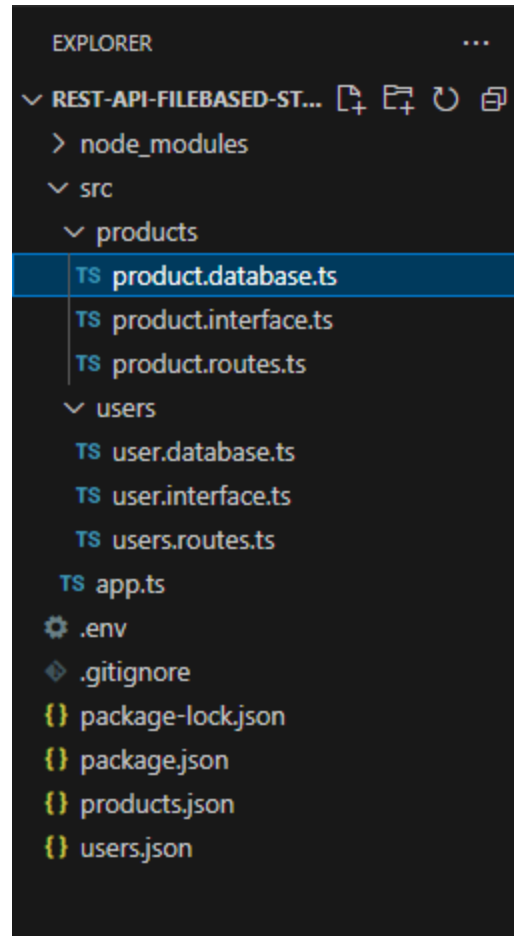 EXPLORER ...
REST-API-FILEBASED-ST...
node_modules
src
products
TS product.database.ts
TS product.interface.ts
TS product.routes.ts
users
TS user.database.ts
TS user.interface.ts
TS users.routes.ts
TS app.ts
.env
.gitignore
{} package-lock.json
{} package.json
{} products.json
{} users.json